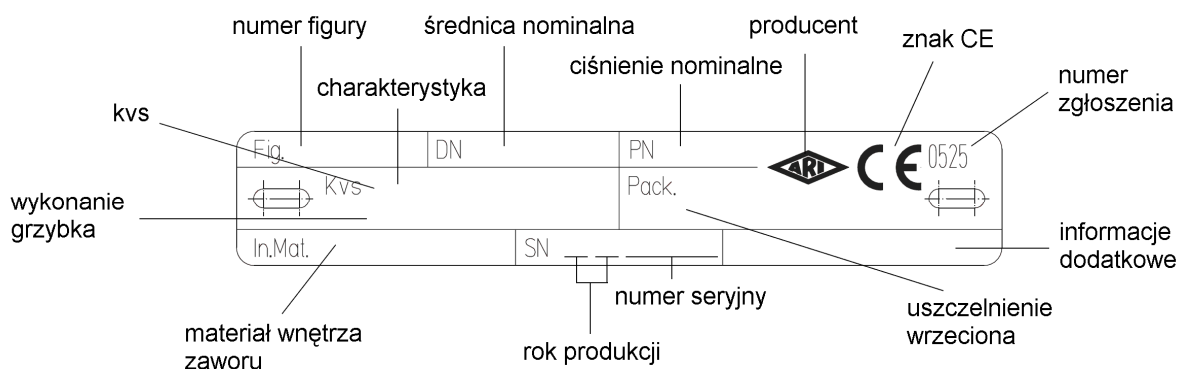 numer figury
średnica nominalna
producent
znak CE
ciśnienie nominalne
numer
zgłoszenia
charakterystyka
kvs
Fig.
DN
PN
ARI
CE
0525
Kvs
Pack.
wykonanie
grzybka
In.Mat.
SN
informacje
dodatkowe
numer seryjny
uszczelnienie
wrzeciona
materiał wnętrza
zaworu
rok produkcji